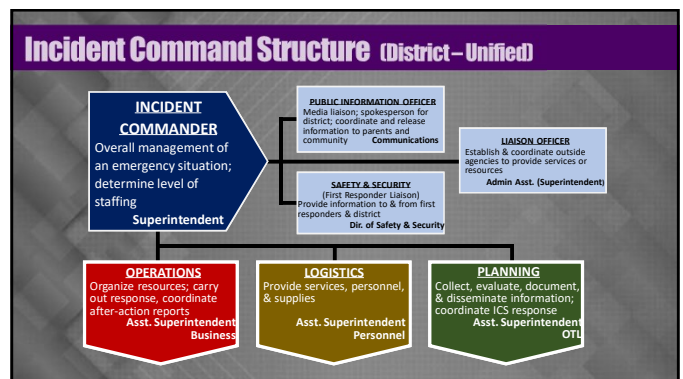 Incident Command Structure (District – Unified)
INCIDENT
COMMANDER
Overall management of
an emergency situation;
determine level of
staffing
Superintendent
PUBLIC INFORMATION OFFICER
Media liaison; spokesperson for
district; coordinate and release
information to parents and
community Communications
LIAISON OFFICER
Establish & coordinate outside
agencies to provide services or
resources
Admin Asst. (Superintendent)
SAFETY & SECURITY
(First Responder Liaison)
Provide information to & from first
responders & district
Dir. of Safety & Security
OPERATIONS
Organize resources; carry
out response, coordinate
after-action reports
Asst. Superintendent
Business
LOGISTICS
Provide services, personnel,
& supplies
Asst. Superintendent
Personnel
PLANNING
Collect, evaluate, document,
& disseminate information;
coordinate ICS response
Asst. Superintendent
OTL